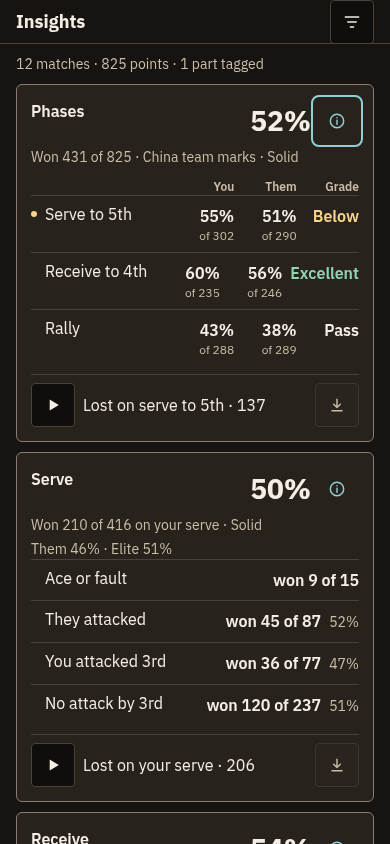 Insights
12 matches · 825 points · 1 part tagged
Phases 52%
Won 431 of 825 · China team marks · Solid
You Them Grade
Serve to 5th 55% 51% Below
of 302 of 290
Receive to 4th 60% 56% Excellent
of 235 of 246
Rally 43% 38% Pass
of 288 of 289
Lost on serve to 5th · 137
Serve 50%
Won 210 of 416 on your serve · Solid
Them 46% · Elite 51%
Ace or fault won 9 of 15
They attacked won 45 of 87 52%
You attacked 3rd won 36 of 77 47%
No attack by 3rd won 120 of 237 51%
Lost on your serve · 206
Receive 54%